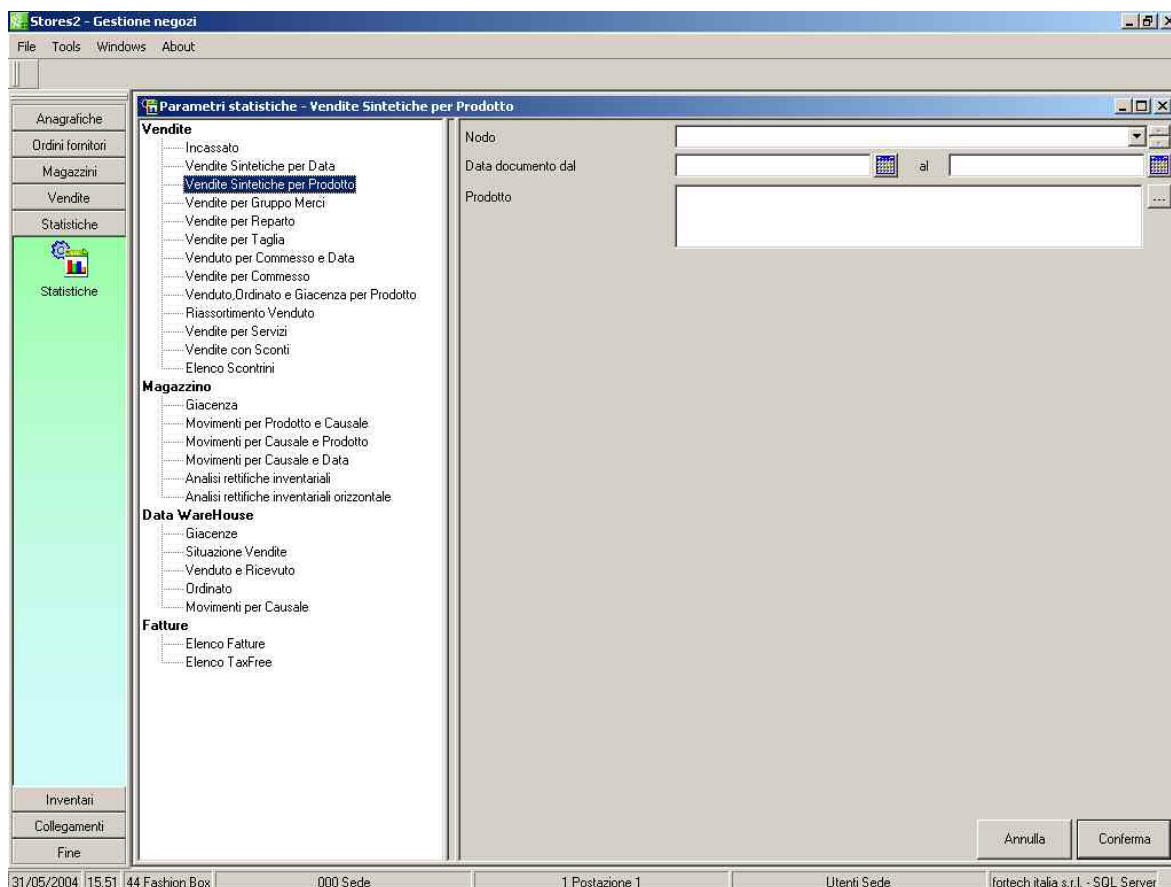 Stores2 - Gestione negozi
File Tools Windows About
Anagrafiche
Ordini fornitori
Magazzini
Vendite
Statistiche
Statistiche
Inventari
Collegamenti
Fine
Parametri statistiche - Vendite Sintetiche per Prodotto
Vendite
Incassato
Vendite Sintetiche per Data
Vendite Sintetiche per Prodotto
Vendite per Gruppo Merci
Vendite per Reparto
Vendite per Taglia
Venduto per Commesso e Data
Vendite per Commesso
Venduto,Ordinato e Giacenza per Prodotto
Riassortimento Venduto
Vendite per Servizi
Vendite con Sconti
Elenco Scontrini
Magazzino
Giacenza
Movimenti per Prodotto e Causale
Movimenti per Causale e Prodotto
Movimenti per Causale e Data
Analisi rettifiche inventariali
Analisi rettifiche inventariali orizzontale
Data WareHouse
Giacenze
Situazione Vendite
Venduto e Ricevuto
Ordinato
Movimenti per Causale
Fatture
Elenco Fatture
Elenco TaxFree
Nodo
Data documento dal al
Prodotto
...
Annulla Conferma
31/05/2004 15.51 44 Fashion Box 000 Sede 1 Postazione 1 Utenti Sede fortech italia s.r.l. - SQL Server